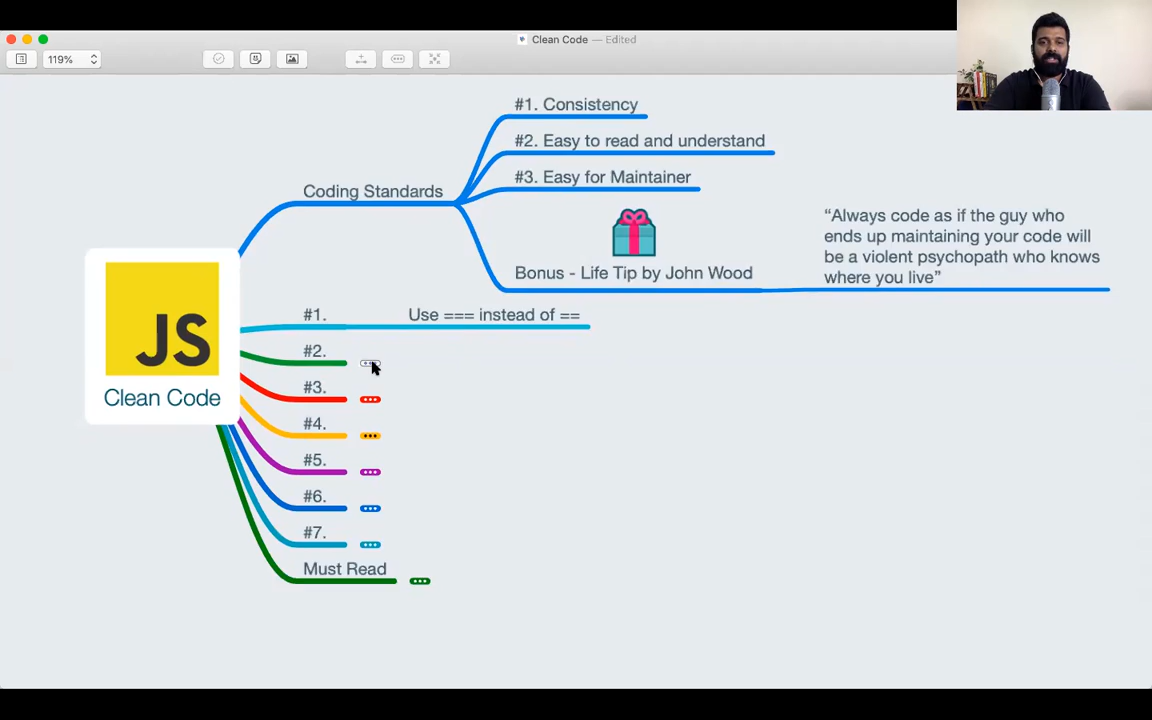 Clean Code — Edited
119%
#1. Consistency
#2. Easy to read and understand
#3. Easy for Maintainer
Coding Standards
“Always code as if the guy who
ends up maintaining your code will
be a violent psychopath who knows
where you live”
Bonus - Life Tip by John Wood
#1.
Use === instead of ==
#2.
#3.
#4.
#5.
#6.
#7.
Must Read
JS
Clean Code